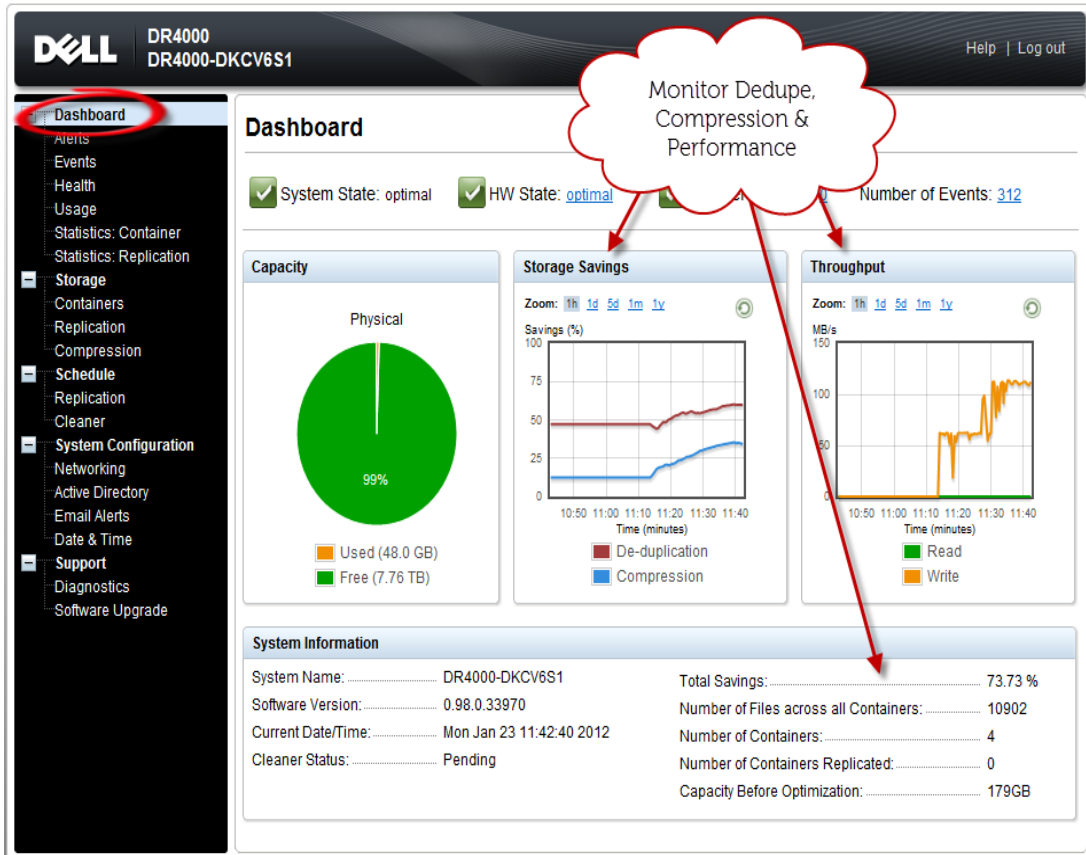 DELL
DR4000
DR4000-DKCV6S1
Help | Log out
Monitor Dedupe,
Compression &
Performance
Dashboard
Alerts
Events
Health
Usage
Statistics: Container
Statistics: Replication
Storage
Containers
Replication
Compression
Schedule
Replication
Cleaner
System Configuration
Networking
Active Directory
Email Alerts
Date & Time
Support
Diagnostics
Software Upgrade
Dashboard
System State: optimal
HW State: optimal
Number of Events: 312
Capacity
Physical
99%
Used (48.0 GB)
Free (7.76 TB)
Storage Savings
Zoom: 1h 1d 5d 1m 1y
Savings (%)
100
75
50
25
0
10:50 11:00 11:10 11:20 11:30 11:40
Time (minutes)
De-duplication
Compression
Throughput
Zoom: 1h 1d 5d 1m 1y
MB/s
150
100
50
0
10:50 11:00 11:10 11:20 11:30 11:40
Time (minutes)
Read
Write
System Information
System Name: DR4000-DKCV6S1
Software Version: 0.98.0.33970
Current Date/Time: Mon Jan 23 11:42:40 2012
Cleaner Status: Pending
Total Savings: 73.73 %
Number of Files across all Containers: 10902
Number of Containers: 4
Number of Containers Replicated: 0
Capacity Before Optimization: 179GB